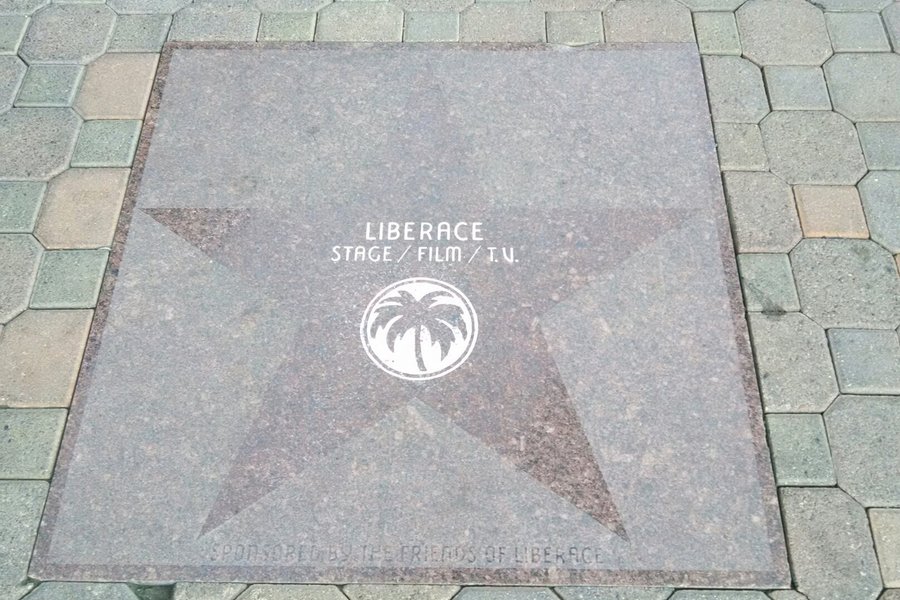 LIBERACE
STAGE/FILM/T.V.
SPONSORED BY THE FRIENDS OF LIBERACE